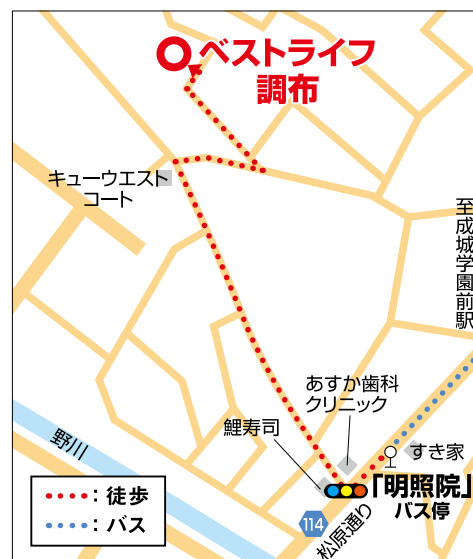 ベストライフ
調布
キューウエスト
コート
至成城学園前駅
あすか歯科
クリニック
鯉寿司
すき家
「明照院」
バス停
野川
114
松原通り
：徒歩
：バス